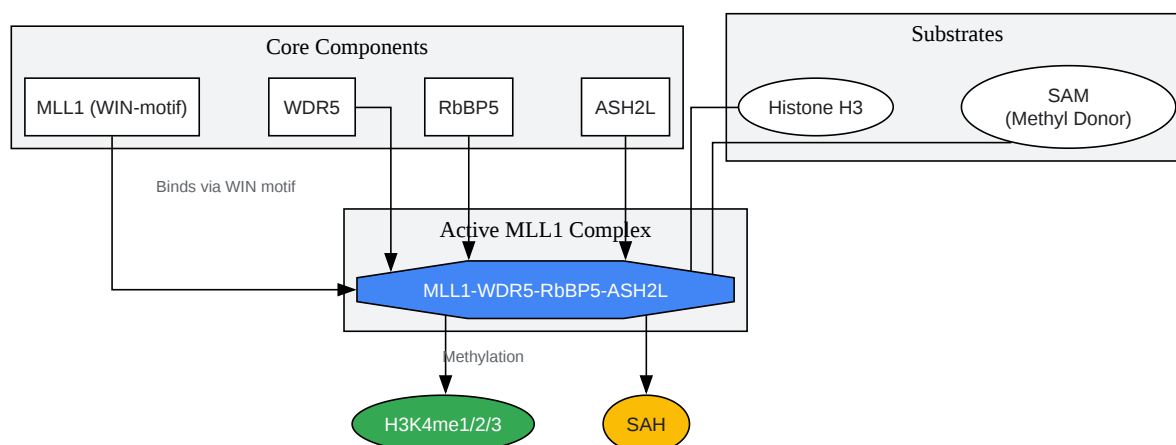 Core Components
Substrates
MLL1 (WIN-motif)
WDR5
RbBP5
ASH2L
Histone H3
SAM
(Methyl Donor)
Binds via WIN motif
Active MLL1 Complex
MLL1-WDR5-RbBP5-ASH2L
Methylation
H3K4me1/2/3
SAH